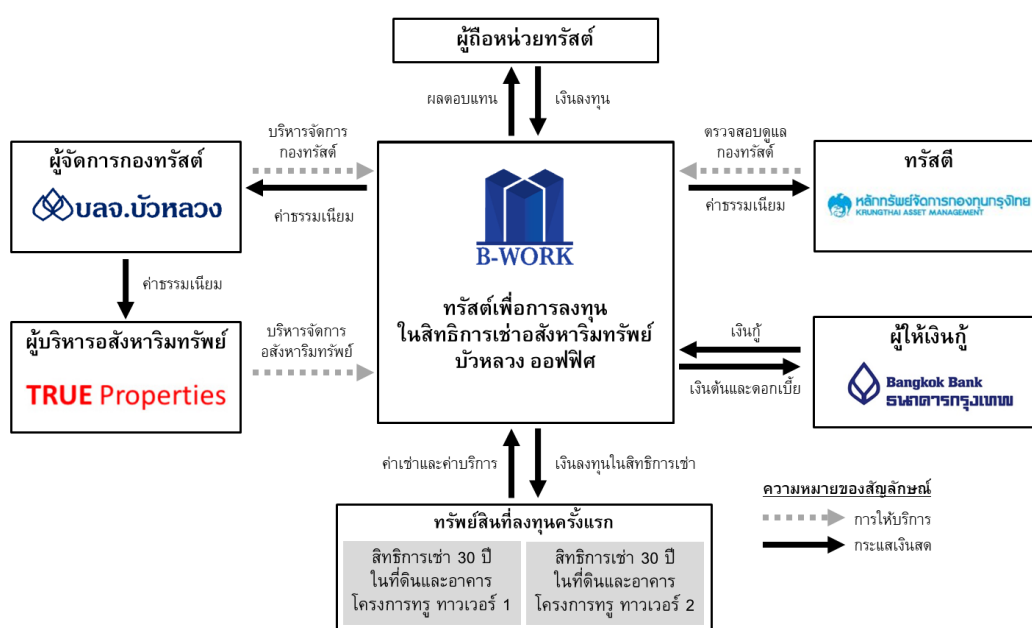 ผู้ถือหน่วยทรัสต์
ผลตอบแทน
เงินลงทุน
บริหารจัดการ
กองทรัสต์
ตรวจสอบดูแล
กองทรัสต์
ผู้จัดการกองทรัสต์
บลจ.บัวหลวง
ค่าธรรมเนียม
ค่าธรรมเนียม
ทรัสตี
หลักทรัพย์จัดการกองทุนกรุงไทย
KRUNGTHAI ASSET MANAGEMENT
B-WORK
ทรัสต์เพื่อการลงทุน
ในสิทธิการเช่าอสังหาริมทรัพย์
บัวหลวง ออฟฟิศ
ค่าธรรมเนียม
ผู้บริหารอสังหาริมทรัพย์
TRUE Properties
บริหารจัดการ
อสังหาริมทรัพย์
เงินกู้
เงินต้นและดอกเบี้ย
ผู้ให้เงินกู้
Bangkok Bank
ธนาคารกรุงเทพ
ค่าเช่าและค่าบริการ
เงินลงทุนในสิทธิการเช่า
ทรัพย์สินที่ลงทุนครั้งแรก
สิทธิการเช่า 30 ปี
ในที่ดินและอาคาร
โครงการทรู ทาวเวอร์ 1
สิทธิการเช่า 30 ปี
ในที่ดินและอาคาร
โครงการทรู ทาวเวอร์ 2
ความหมายของสัญลักษณ์
การให้บริการ
กระแสเงินสด